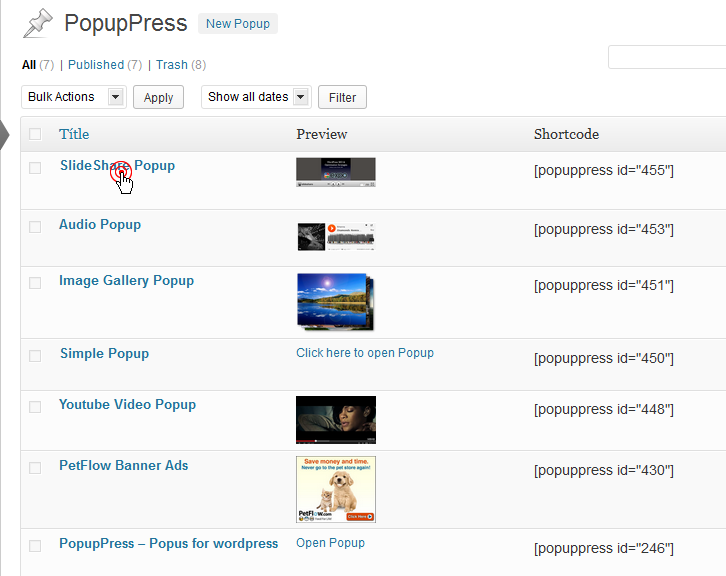 PopupPress New Popup
All (7) | Published (7) | Trash (8)
Bulk Actions Apply Show all dates Filter
Títle Preview Shortcode
SlideShare Popup [popuppress id="455"]
Audio Popup [popuppress id="453"]
Image Gallery Popup [popuppress id="451"]
Simple Popup Click here to open Popup [popuppress id="450"]
Youtube Video Popup [popuppress id="448"]
Save money and time.
Never go to the pet store again!
PetFlow Banner Ads [popuppress id="430"]
PetFlow.com
Click Here
PopupPress – Popus for wordpress Open Popup [popuppress id="246"]